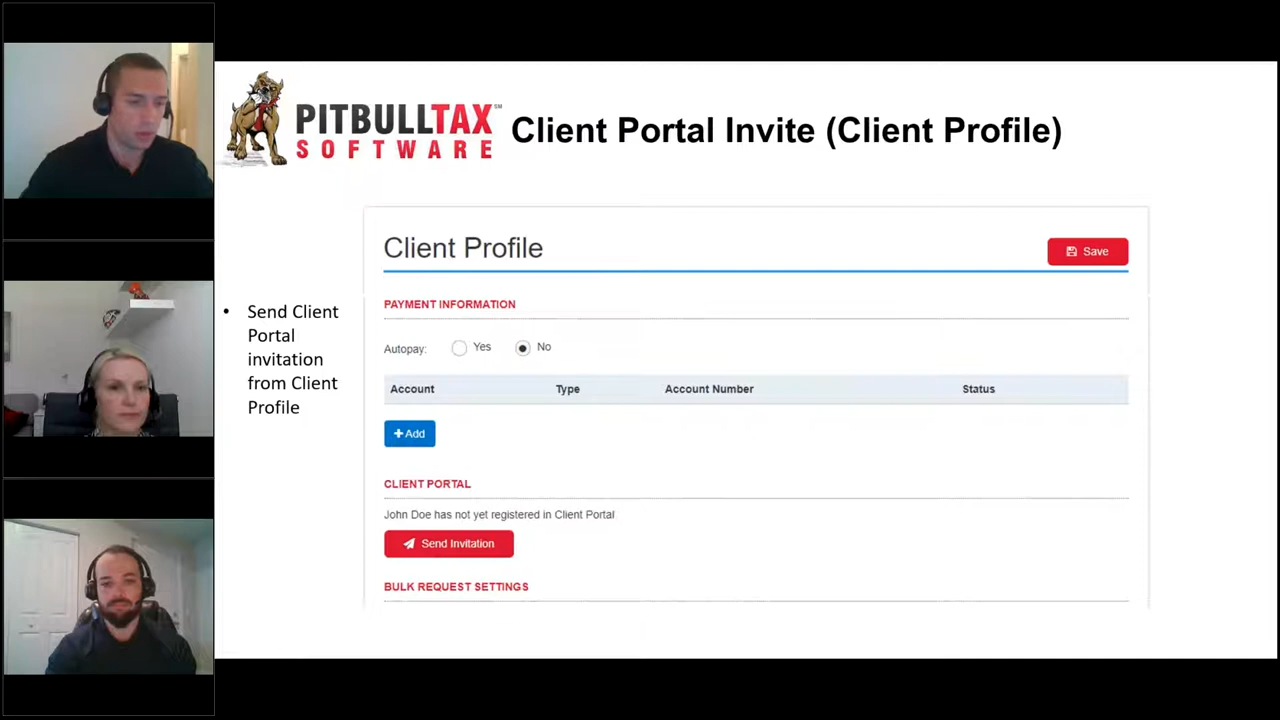 PITBULLTAX SM
SOFTWARE
Client Portal Invite (Client Profile)
• Send Client
Portal
invitation
from Client
Profile
Client Profile
Save
PAYMENT INFORMATION
Autopay: Yes No
Account Type Account Number Status
+ Add
CLIENT PORTAL
John Doe has not yet registered in Client Portal
Send Invitation
BULK REQUEST SETTINGS